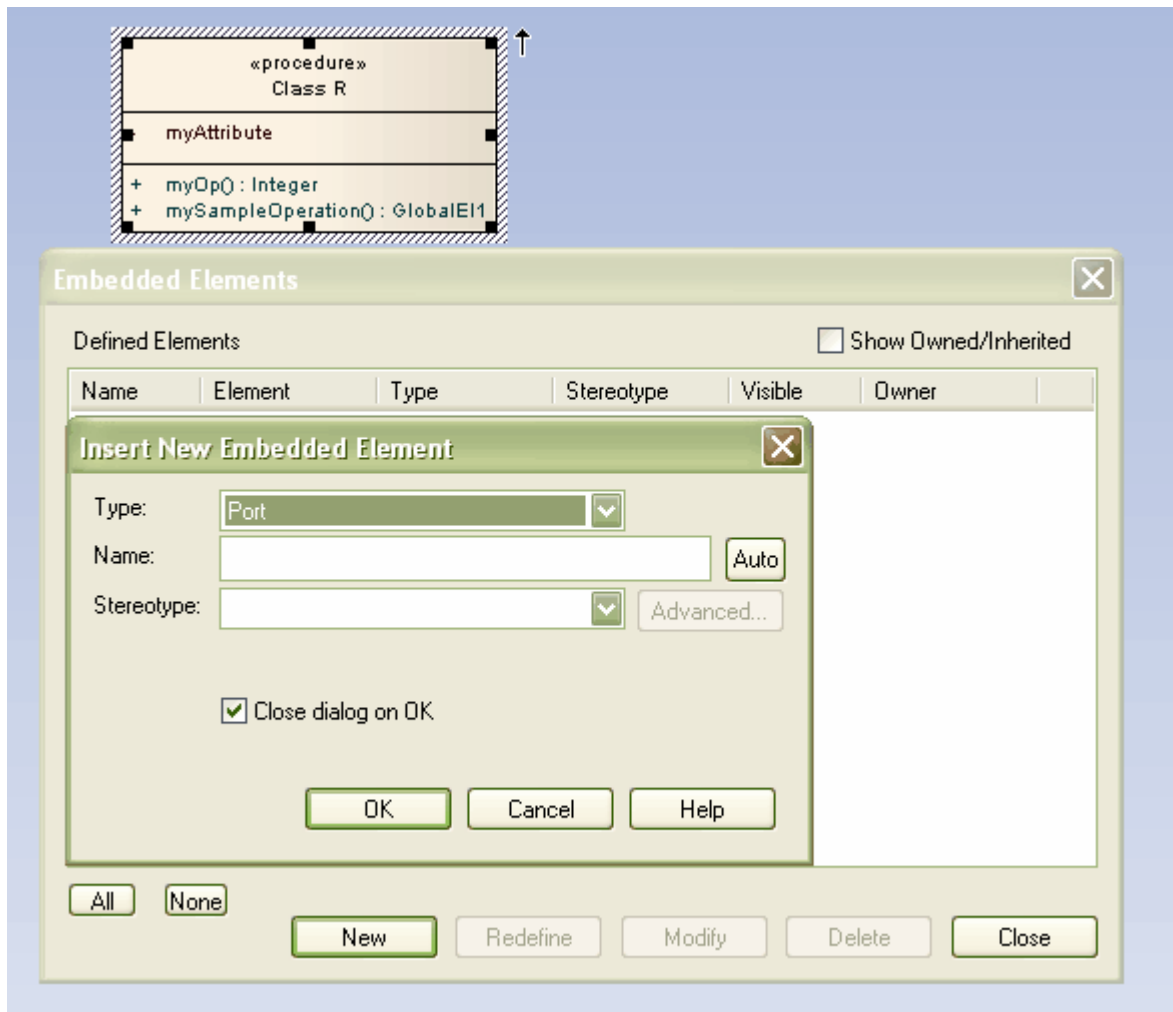 «procedure»
Class R
- myAttribute
+ myOp() : Integer
+ mySampleOperation() : GlobalEl1
Embedded Elements
Defined Elements Show Owned/Inherited
Name Element Type Stereotype Visible Owner
Insert New Embedded Element
Type: Port
Name: Auto
Stereotype: Advanced...
Close dialog on OK
OK Cancel Help
All None
New Redefine Modify Delete Close